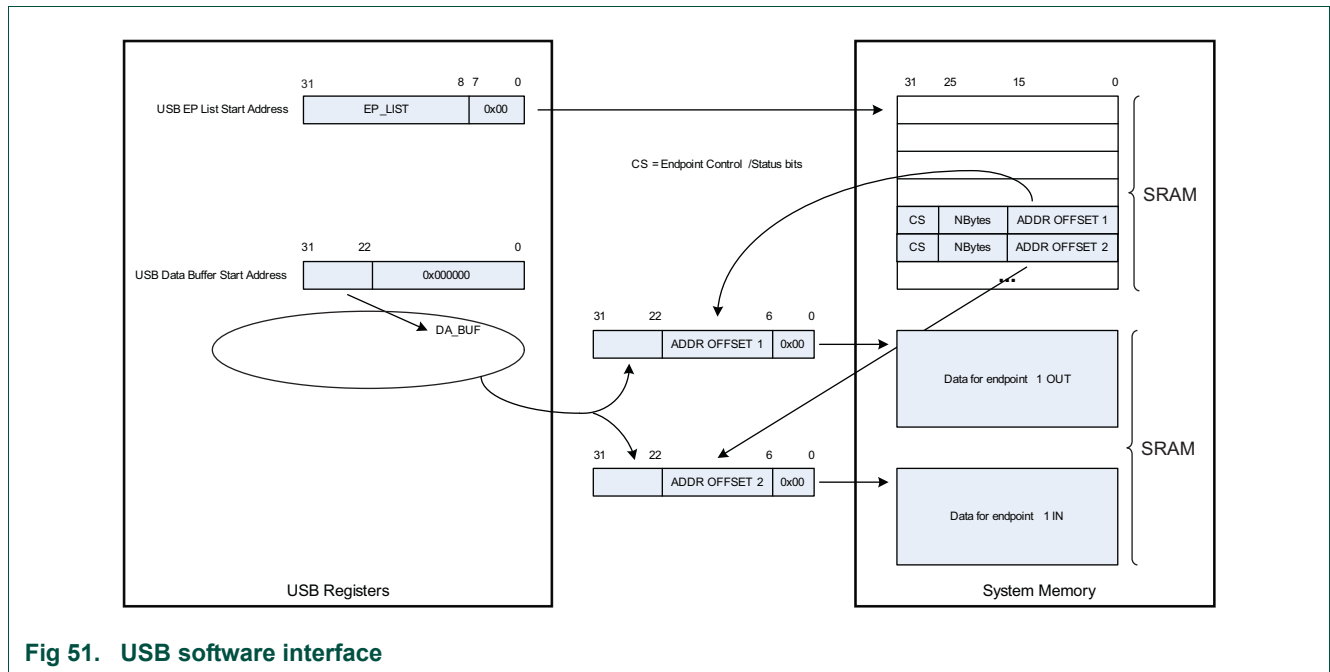 31 8 7 0
USB EP List Start Address EP_LIST 0x00
31 25 15 0
CS = Endpoint Control /Status bits
SRAM
CS NBytes ADDR OFFSET 1
CS NBytes ADDR OFFSET 2
...
31 22 0
USB Data Buffer Start Address 0x000000
DA_BUF
31 22 6 0
ADDR OFFSET 1 0x00
Data for endpoint 1 OUT
SRAM
31 22 6 0
ADDR OFFSET 2 0x00
Data for endpoint 1 IN
USB Registers
System Memory
Fig 51. USB software interface